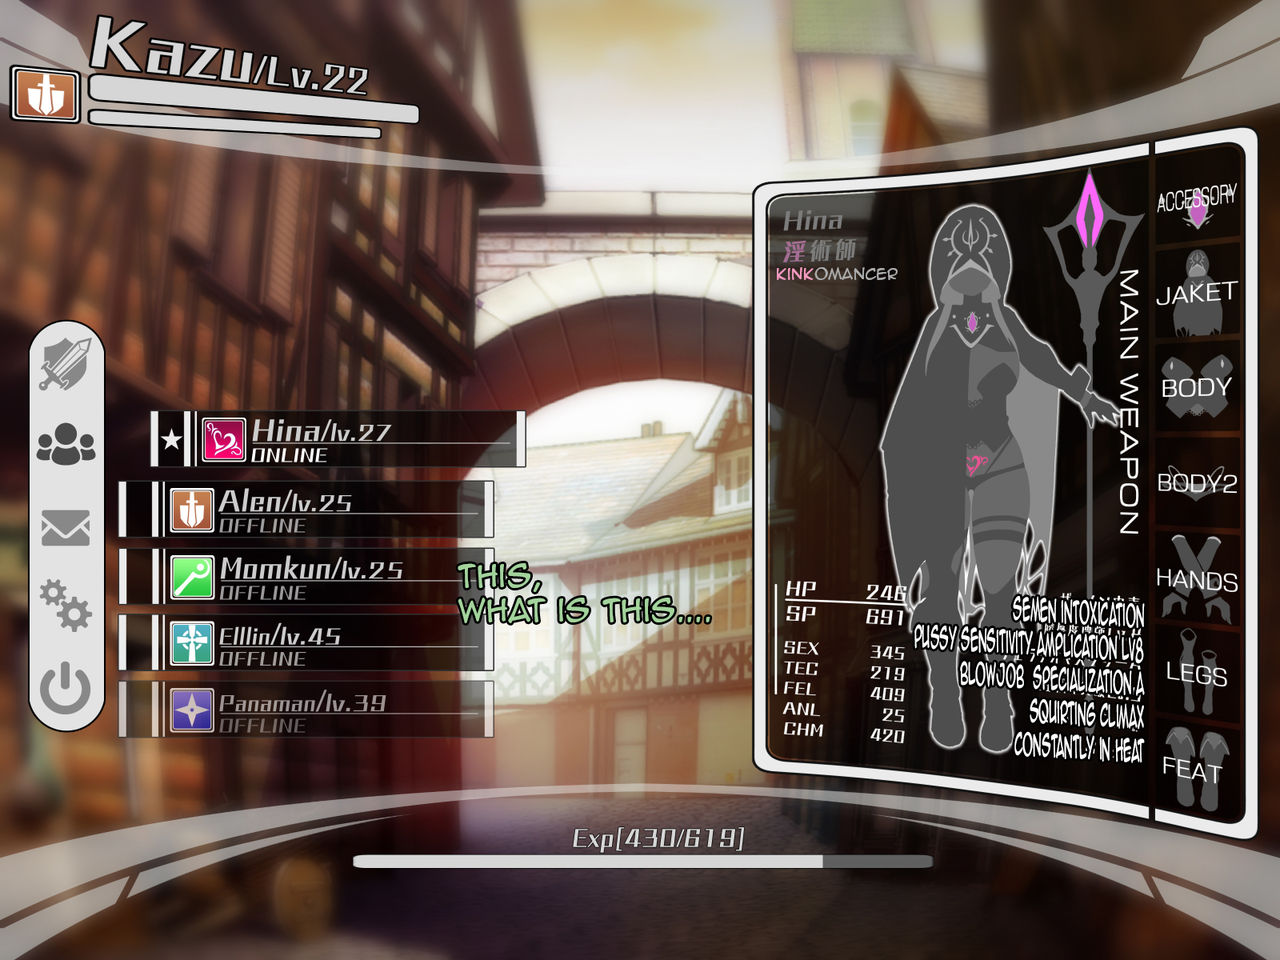 Kazu/Lv.22
Hina/lv.27
ONLINE
Alen/lv.25
OFFLINE
Momkun/lv.25
OFFLINE
Elllin/lv.45
OFFLINE
Panaman/lv.39
OFFLINE
THIS,
WHAT IS THIS....
Hina
淫術師
KINKOMANCER
MAIN WEAPON
HP 246
SP 691
SEX 345
TEC 219
FEL 409
ANL 25
CHM 420
SEMEN INTOXICATION
PUSSY SENSITIVITY AMPLICATION LV8
BLOWJOB SPECIALIZATION A
SQUIRTING CLIMAX
CONSTANTLY IN HEAT
ACCESSORY
JAKET
BODY
BODY2
HANDS
LEGS
FEAT
Exp[430/619]